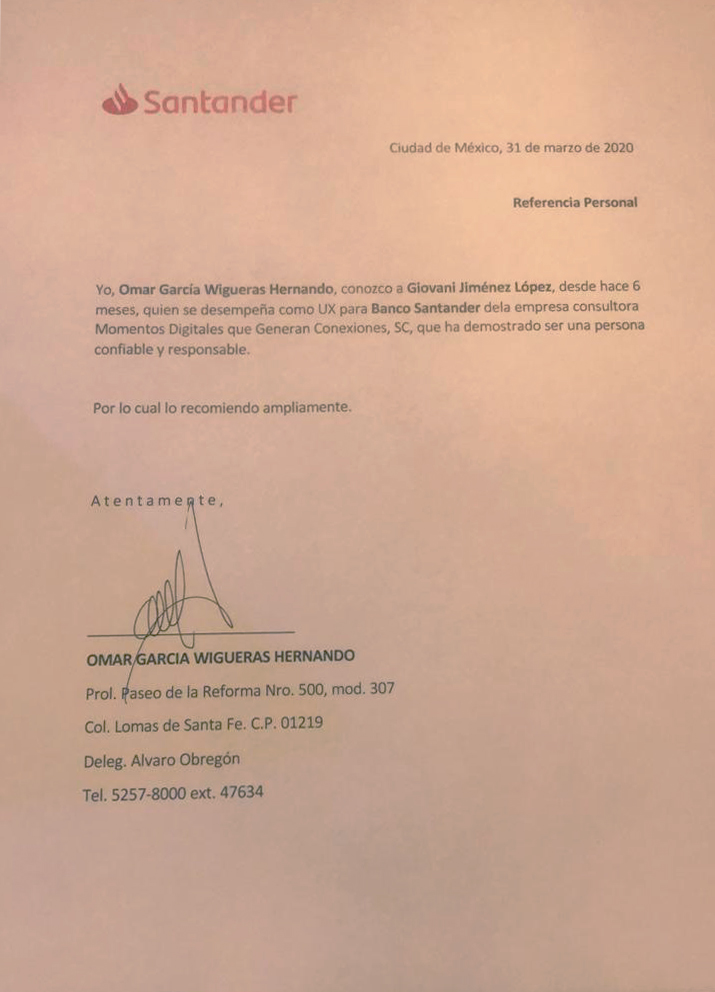 Santander
Ciudad de México, 31 de marzo de 2020
Referencia Personal
Yo, Omar García Wigueras Hernando, conozco a Giovani Jiménez López, desde hace 6
meses, quien se desempeña como UX para Banco Santander dela empresa consultora
Momentos Digitales que Generan Conexiones, SC, que ha demostrado ser una persona
confiable y responsable.
Por lo cual lo recomiendo ampliamente.
Atentamente,
OMAR GARCIA WIGUERAS HERNANDO
Prol. Paseo de la Reforma Nro. 500, mod. 307
Col. Lomas de Santa Fe. C.P. 01219
Deleg. Alvaro Obregón
Tel. 5257-8000 ext. 47634